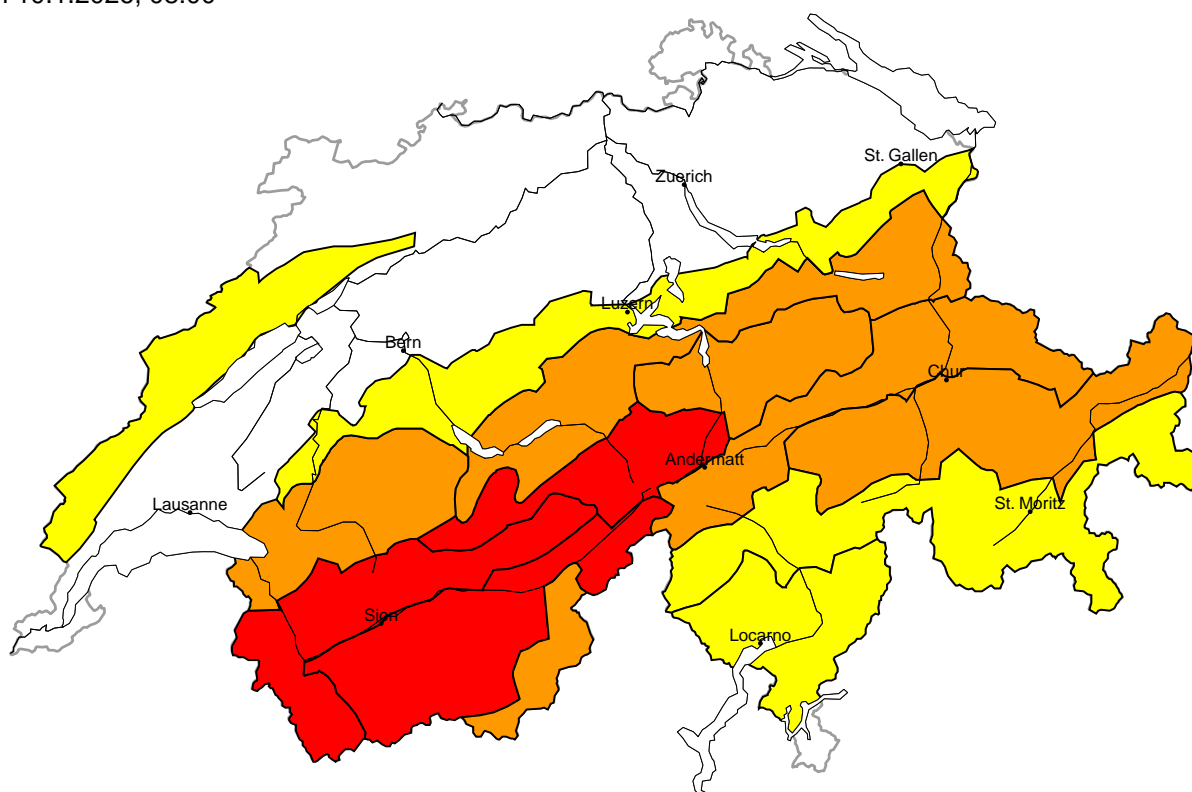 St. Gallen
Zuerich
Luzern
Bern
Chur
Andermatt
Lausanne
St. Moritz
Sion
Locarno